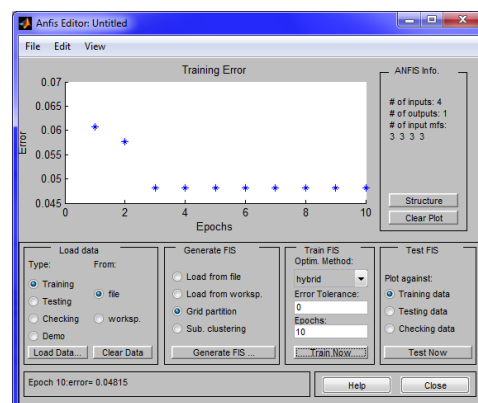 Anfis Editor: Untitled
File Edit View
Training Error
0.07
0.065
0.06
0.055
0.05
0.045
Error
0 2 4 6 8 10
Epochs
ANFIS Info.
# of inputs: 4
# of outputs: 1
# of input mfs:
3 3 3 3
Structure
Clear Plot
Load data
Type: From:
Training
Testing
Checking
Demo
file
worksp.
Load Data... Clear Data
Generate FIS
Load from file
Load from worksp.
Grid partition
Sub. clustering
Generate FIS ...
Train FIS
Optim. Method:
hybrid
Error Tolerance:
0
Epochs:
10
Train Now
Test FIS
Plot against:
Training data
Testing data
Checking data
Test Now
Epoch 10:error= 0.04815
Help Close